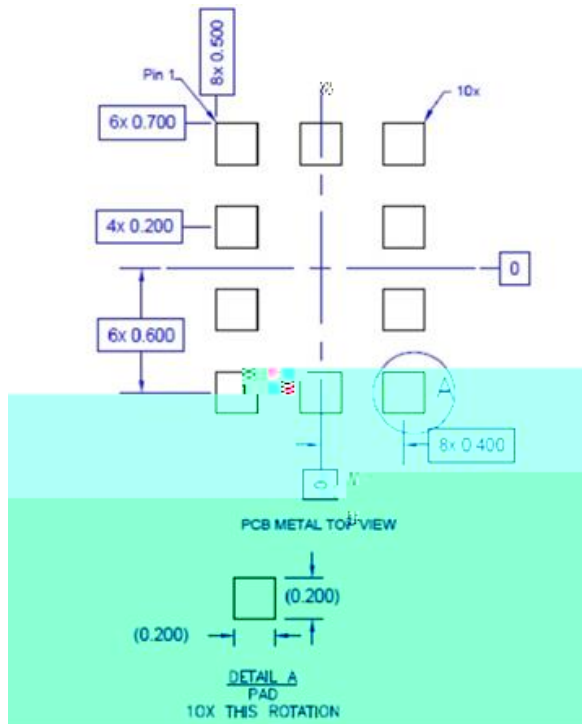 8x 0.500
Pin 1
10x
6x 0.700
4x 0.200
0
6x 0.600
A
8x 0.400
0
PCB METAL TOP VIEW
(0.200)
(0.200)
DETAIL A
PAD
10X THIS ROTATION